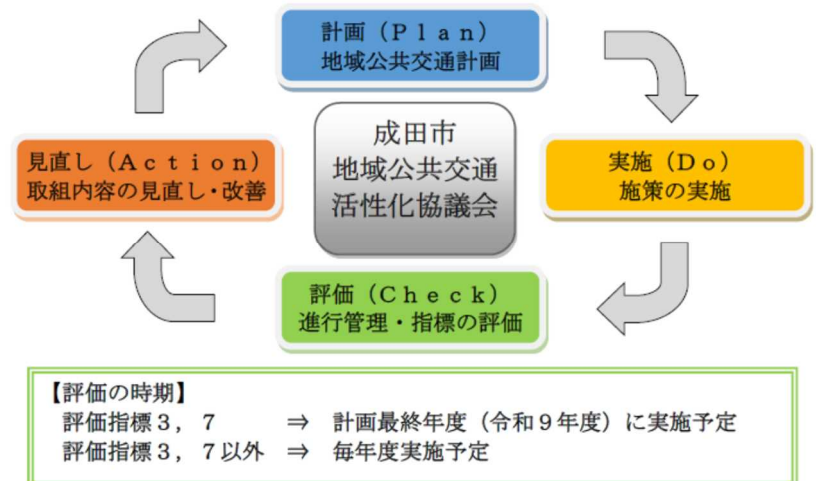 計画（Ｐｌａｎ）
地域公共交通計画
成田市
地域公共交通
活性化協議会
見直し（Ａｃｔｉｏｎ）
取組内容の見直し・改善
実施（Ｄｏ）
施策の実施
評価（Ｃｈｅｃｋ）
進行管理・指標の評価
【評価の時期】
評価指標３，７　⇒　計画最終年度（令和９年度）に実施予定
評価指標３，７以外　⇒　毎年度実施予定